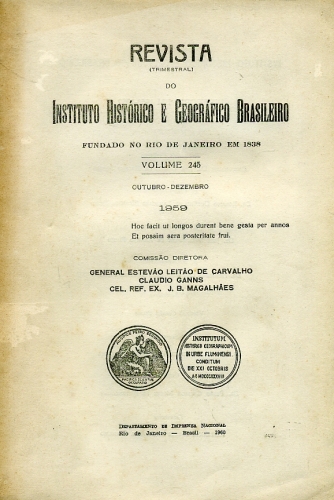 REVISTA
(TRIMESTRAL)
DO
INSTITUTO HISTÓRICO E GEOGRÁFICO BRASILEIRO
FUNDADO NO RIO DE JANEIRO EM 1838
VOLUME 245
OUTUBRO-DEZEMBRO
1959
Hoc facit ut longos durent bene gesta per annos
Et possim sera posteritate frui.
COMISSÃO DIRETORA
GENERAL ESTEVÃO LEITÃO DE CARVALHO
CLAUDIO GANNS
CEL. REF. EX. J. B. MAGALHÃES
INSTITUTUM
HISTORICO GEOGRAPHICUM
IN URBE FLUMINENSI
CONDITUM
DIE XXI OCTOBRIS
DEPARTAMENTO DE IMPRENSA NACIONAL
Rio de Janeiro — Brasil — 1960